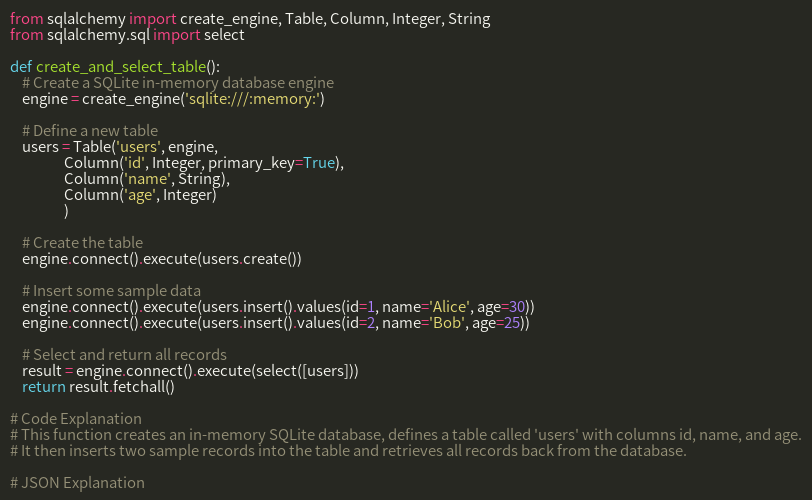 from sqlalchemy import create_engine, Table, Column, Integer, String
from sqlalchemy.sql import select

def create_and_select_table():
    # Create a SQLite in-memory database engine
    engine = create_engine('sqlite:///:memory:')

    # Define a new table
    users = Table('users', engine,
                  Column('id', Integer, primary_key=True),
                  Column('name', String),
                  Column('age', Integer)
                  )

    # Create the table
    engine.connect().execute(users.create())

    # Insert some sample data
    engine.connect().execute(users.insert().values(id=1, name='Alice', age=30))
    engine.connect().execute(users.insert().values(id=2, name='Bob', age=25))

    # Select and return all records
    result = engine.connect().execute(select([users]))
    return result.fetchall()

# Code Explanation
# This function creates an in-memory SQLite database, defines a table called 'users' with columns id, name, and age.
# It then inserts two sample records into the table and retrieves all records back from the database.

# JSON Explanation